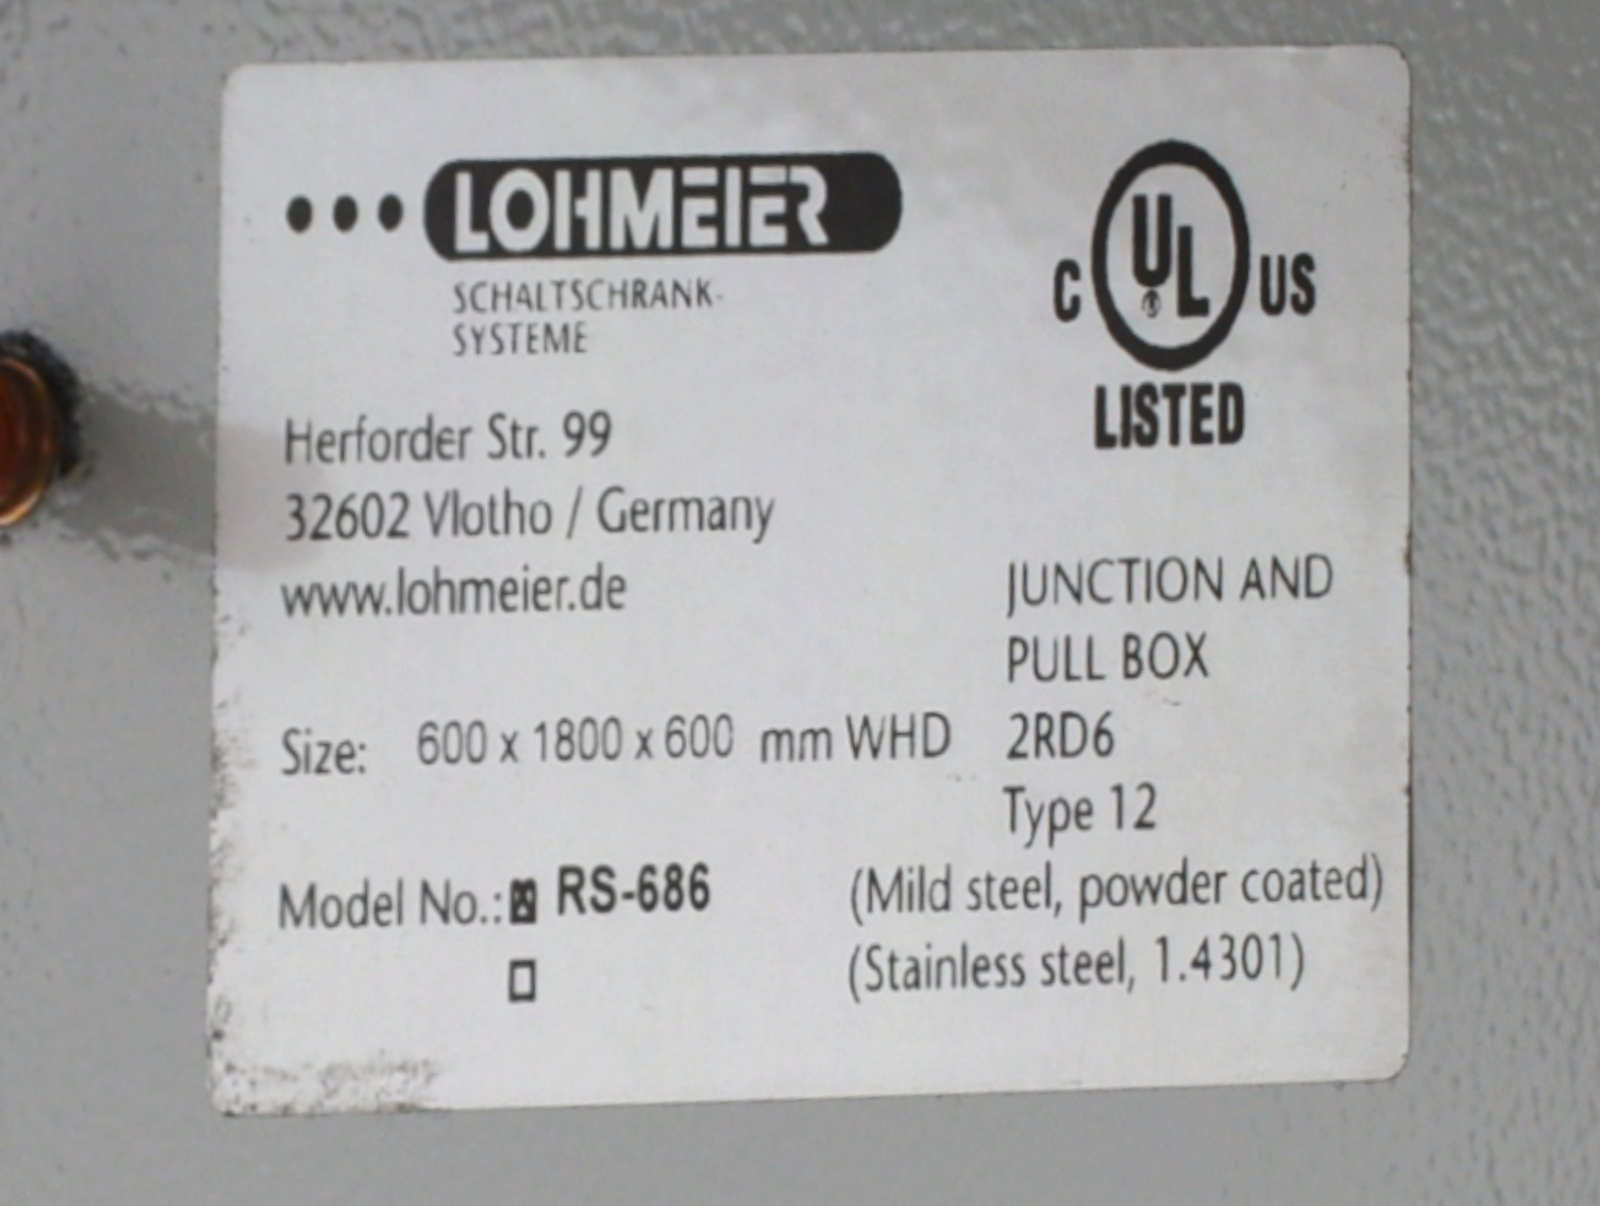 LOHMEIER
SCHALTSCHRANK-
SYSTEME
C UL US
LISTED
Herforder Str. 99
32602 Vlotho / Germany
www.lohmeier.de
JUNCTION AND
PULL BOX
2RD6
Type 12
Size: 600 x 1800 x 600 mm WHD
Model No.: ☒ RS-686 (Mild steel, powder coated)
☐ (Stainless steel, 1.4301)